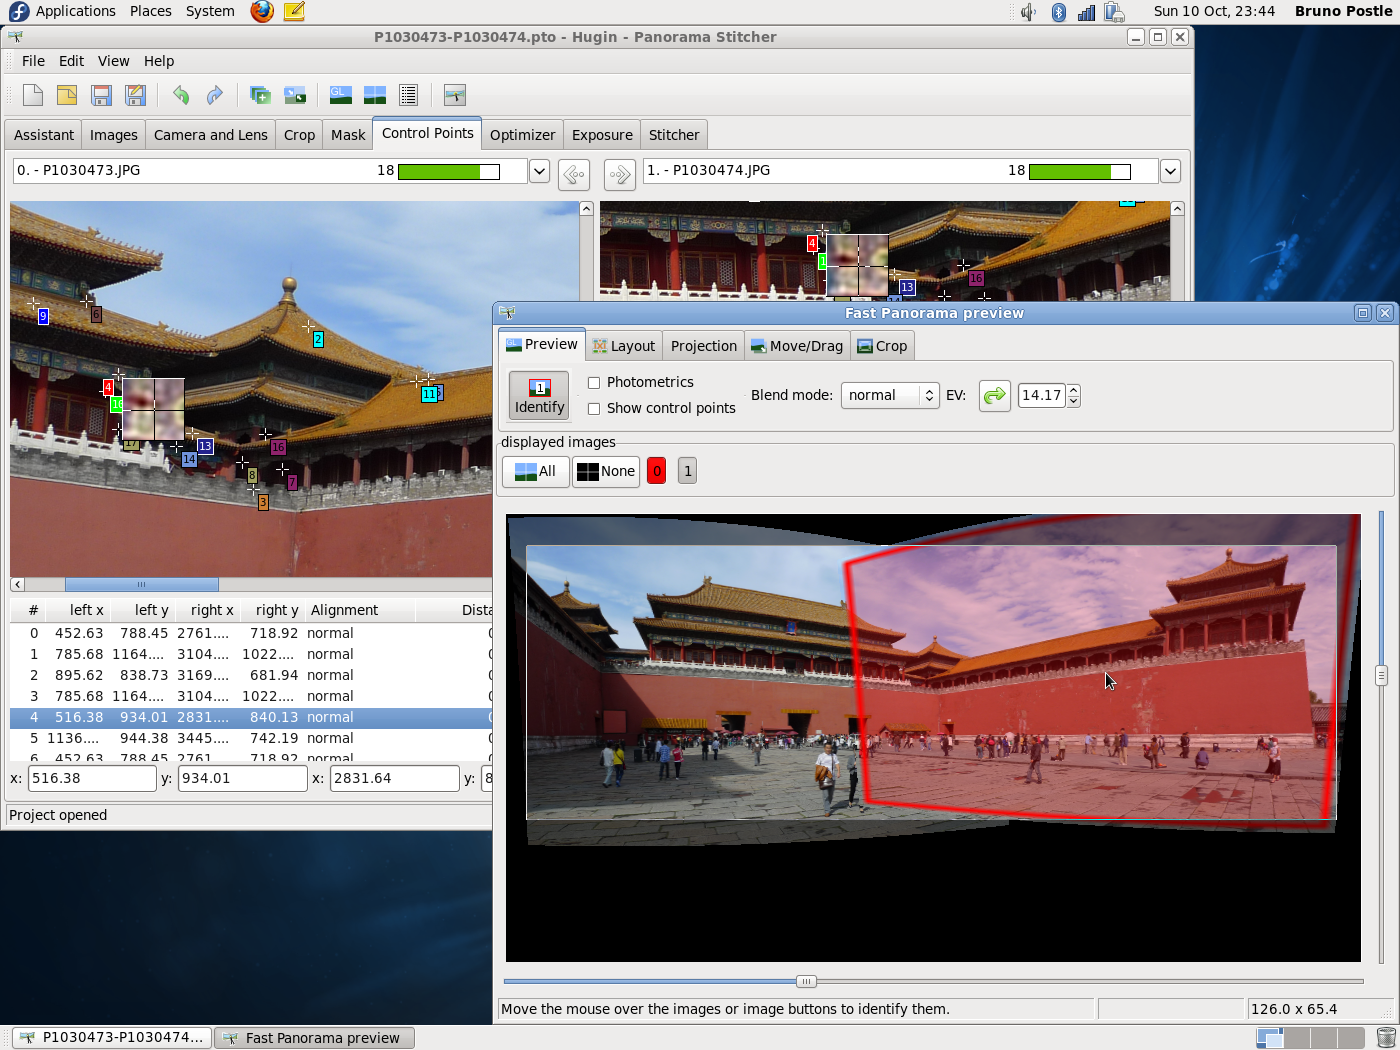 Applications Places System
Sun 10 Oct, 23:44 Bruno Postle
P1030473-P1030474.pto - Hugin - Panorama Stitcher
File Edit View Help
GL
Assistant Images Camera and Lens Crop Mask Control Points Optimizer Exposure Stitcher
0. - P1030473.JPG 18
1. - P1030474.JPG 18
4
16
13
9
6
2
4
11
13
16
14
8
7
3
Fast Panorama preview
GL Preview Layout Projection Move/Drag Crop
1 Identify
Photometrics
Show control points
Blend mode: normal EV: 14.17
displayed images
All None 0 1
# left x left y right x right y Alignment Dista
0 452.63 788.45 2761.... 718.92 normal
1 785.68 1164.... 3104.... 1022.... normal
2 895.62 838.73 3169.... 681.94 normal
3 785.68 1164.... 3104.... 1022.... normal
4 516.38 934.01 2831.... 840.13 normal
5 1136.... 944.38 3445.... 742.19 normal
6 452.63 788.45 2761.... 718.92 normal
x: 516.38 y: 934.01 x: 2831.64 y: 8
Project opened
Move the mouse over the images or image buttons to identify them.
126.0 x 65.4
P1030473-P1030474... Fast Panorama preview